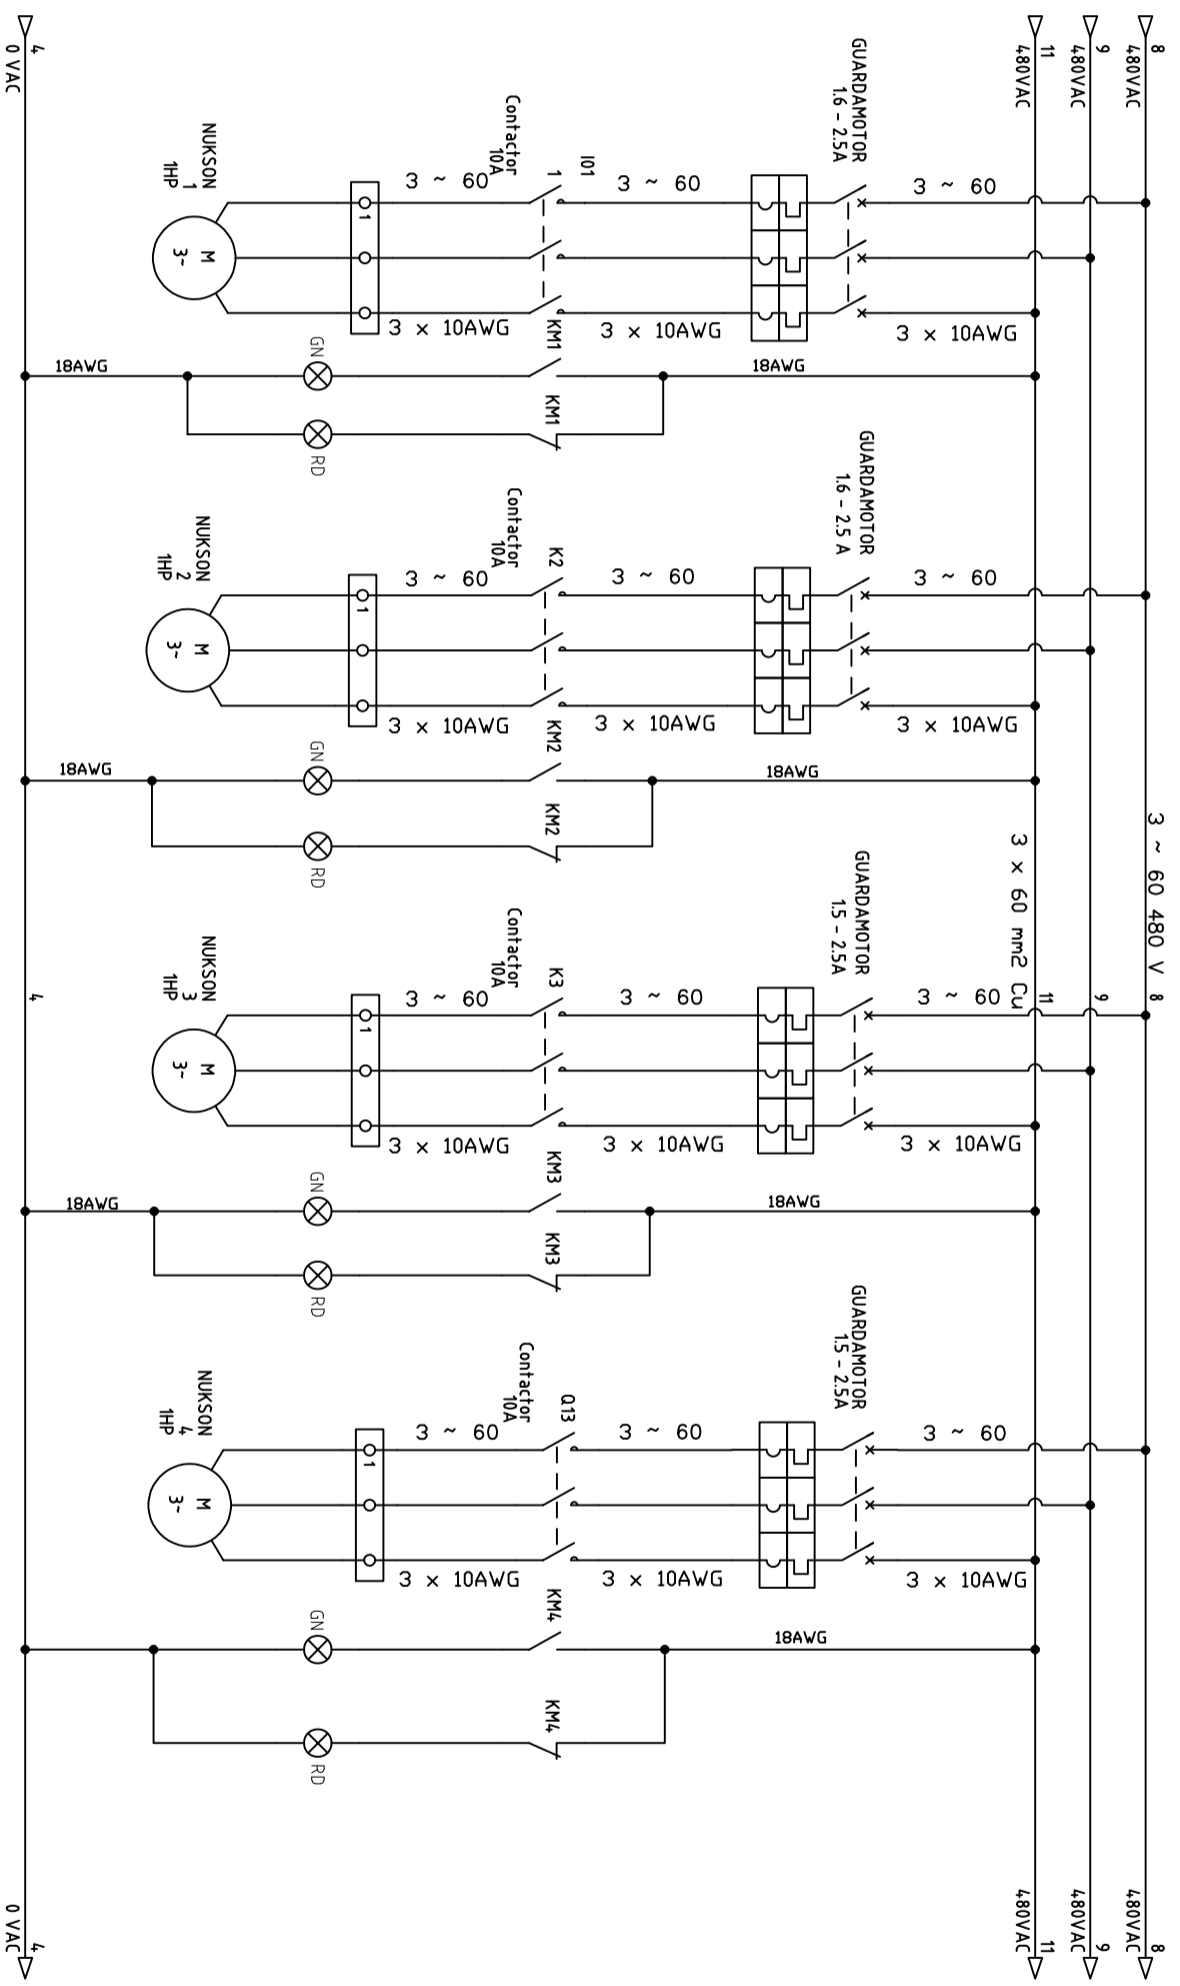 8
480VAC
9
480VAC
11
480VAC
3 ~ 60 480 V
3 x 60 mm2 Cu
8
9
11
8
480VAC
9
480VAC
11
480VAC
3 ~ 60
3 x 10AWG
GUARDAMOTOR
1.6 - 2.5A
3 ~ 60
3 x 10AWG
I01
1
Contactor
10A
3 ~ 60
3 x 10AWG
1
NUKSON
1
1HP
M
3~
18AWG
KM1
KM1
GN
RD
18AWG
3 ~ 60
3 x 10AWG
GUARDAMOTOR
1.6 - 2.5 A
3 ~ 60
3 x 10AWG
K2
Contactor
10A
3 ~ 60
3 x 10AWG
1
NUKSON
2
1HP
M
3~
18AWG
KM2
KM2
GN
RD
18AWG
3 ~ 60
3 x 10AWG
GUARDAMOTOR
1.5 - 2.5A
3 ~ 60
3 x 10AWG
K3
Contactor
10A
3 ~ 60
3 x 10AWG
1
NUKSON
3
1HP
M
3~
18AWG
KM3
KM3
GN
RD
18AWG
3 ~ 60
3 x 10AWG
GUARDAMOTOR
1.5 - 2.5A
3 ~ 60
3 x 10AWG
Q13
Contactor
10A
3 ~ 60
3 x 10AWG
1
NUKSON
4
1HP
M
3~
18AWG
KM4
KM4
GN
RD
4
0 VAC
4
4
0 VAC